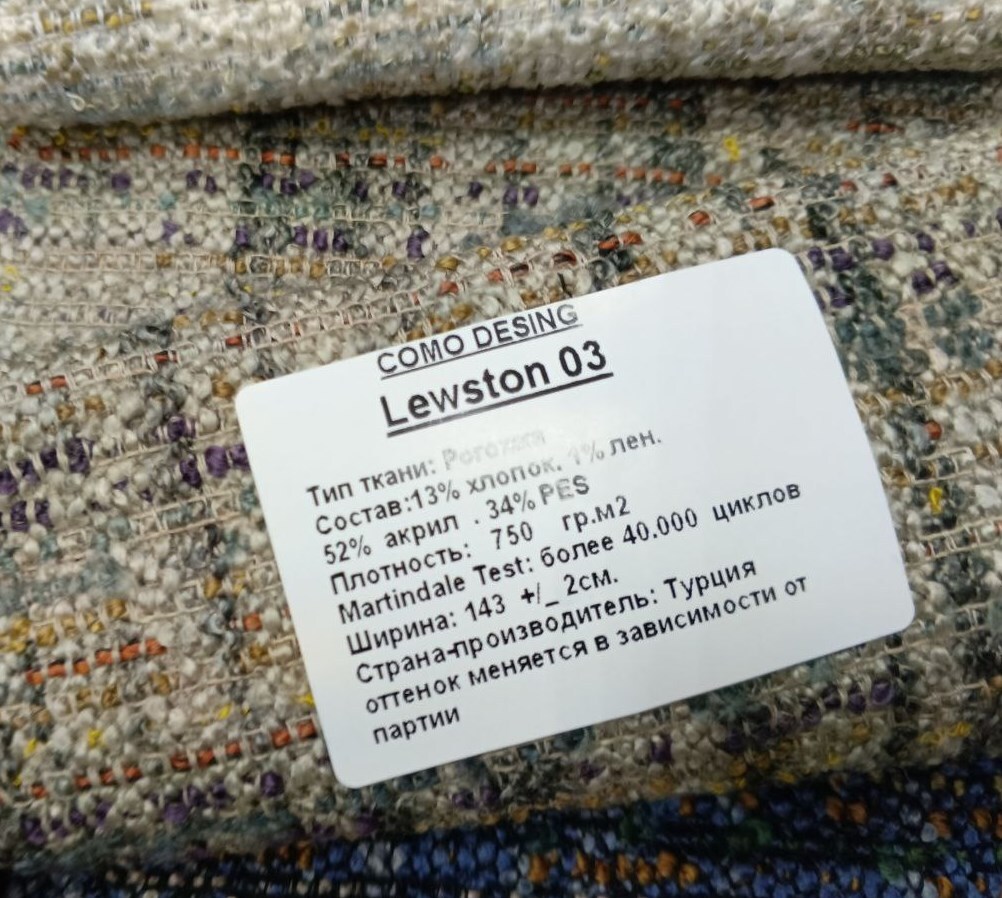 COMO DESING
Lewston 03
Тип ткани: Рогожка
Состав:13% хлопок. 1% лен.
52% акрил . 34% PES
Плотность: 750 гр.м2
Martindale Test: более 40.000 циклов
Ширина: 143 +/_ 2см.
Страна-производитель: Турция
оттенок меняется в зависимости от
партии